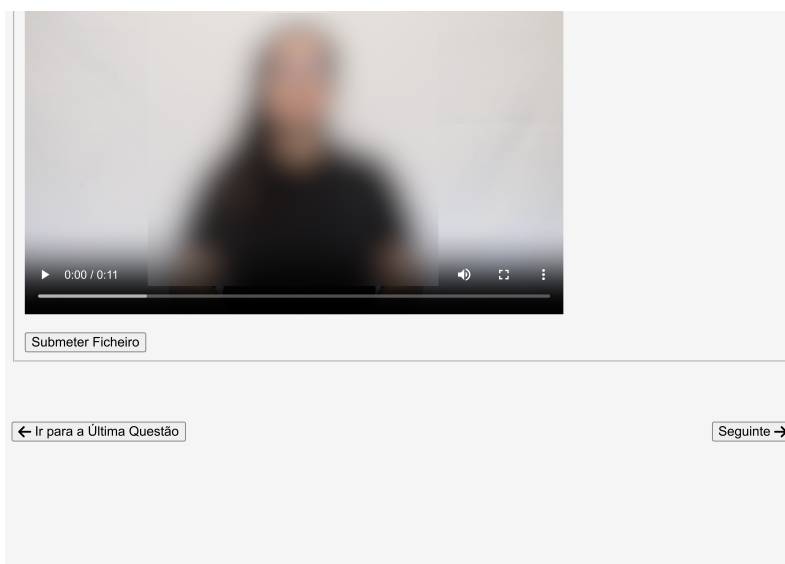 0:00 / 0:11
Submeter Ficheiro
← Ir para a Última Questão
Seguinte →